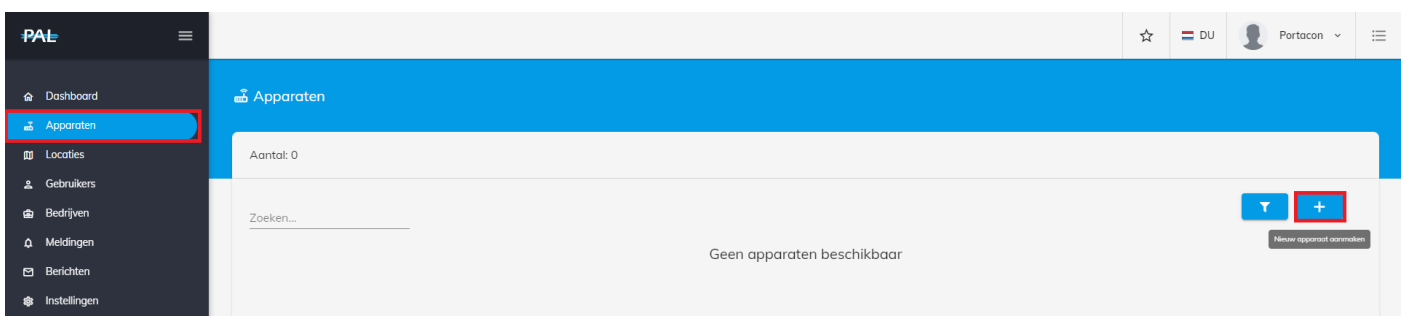 PAL
DU
Portacon
Dashboard
Apparaten
Locaties
Gebruikers
Bedrijven
Meldingen
Berichten
Instellingen
Apparaten
Aantal: 0
Zoeken...
Nieuw apparaat aanmaken
Geen apparaten beschikbaar